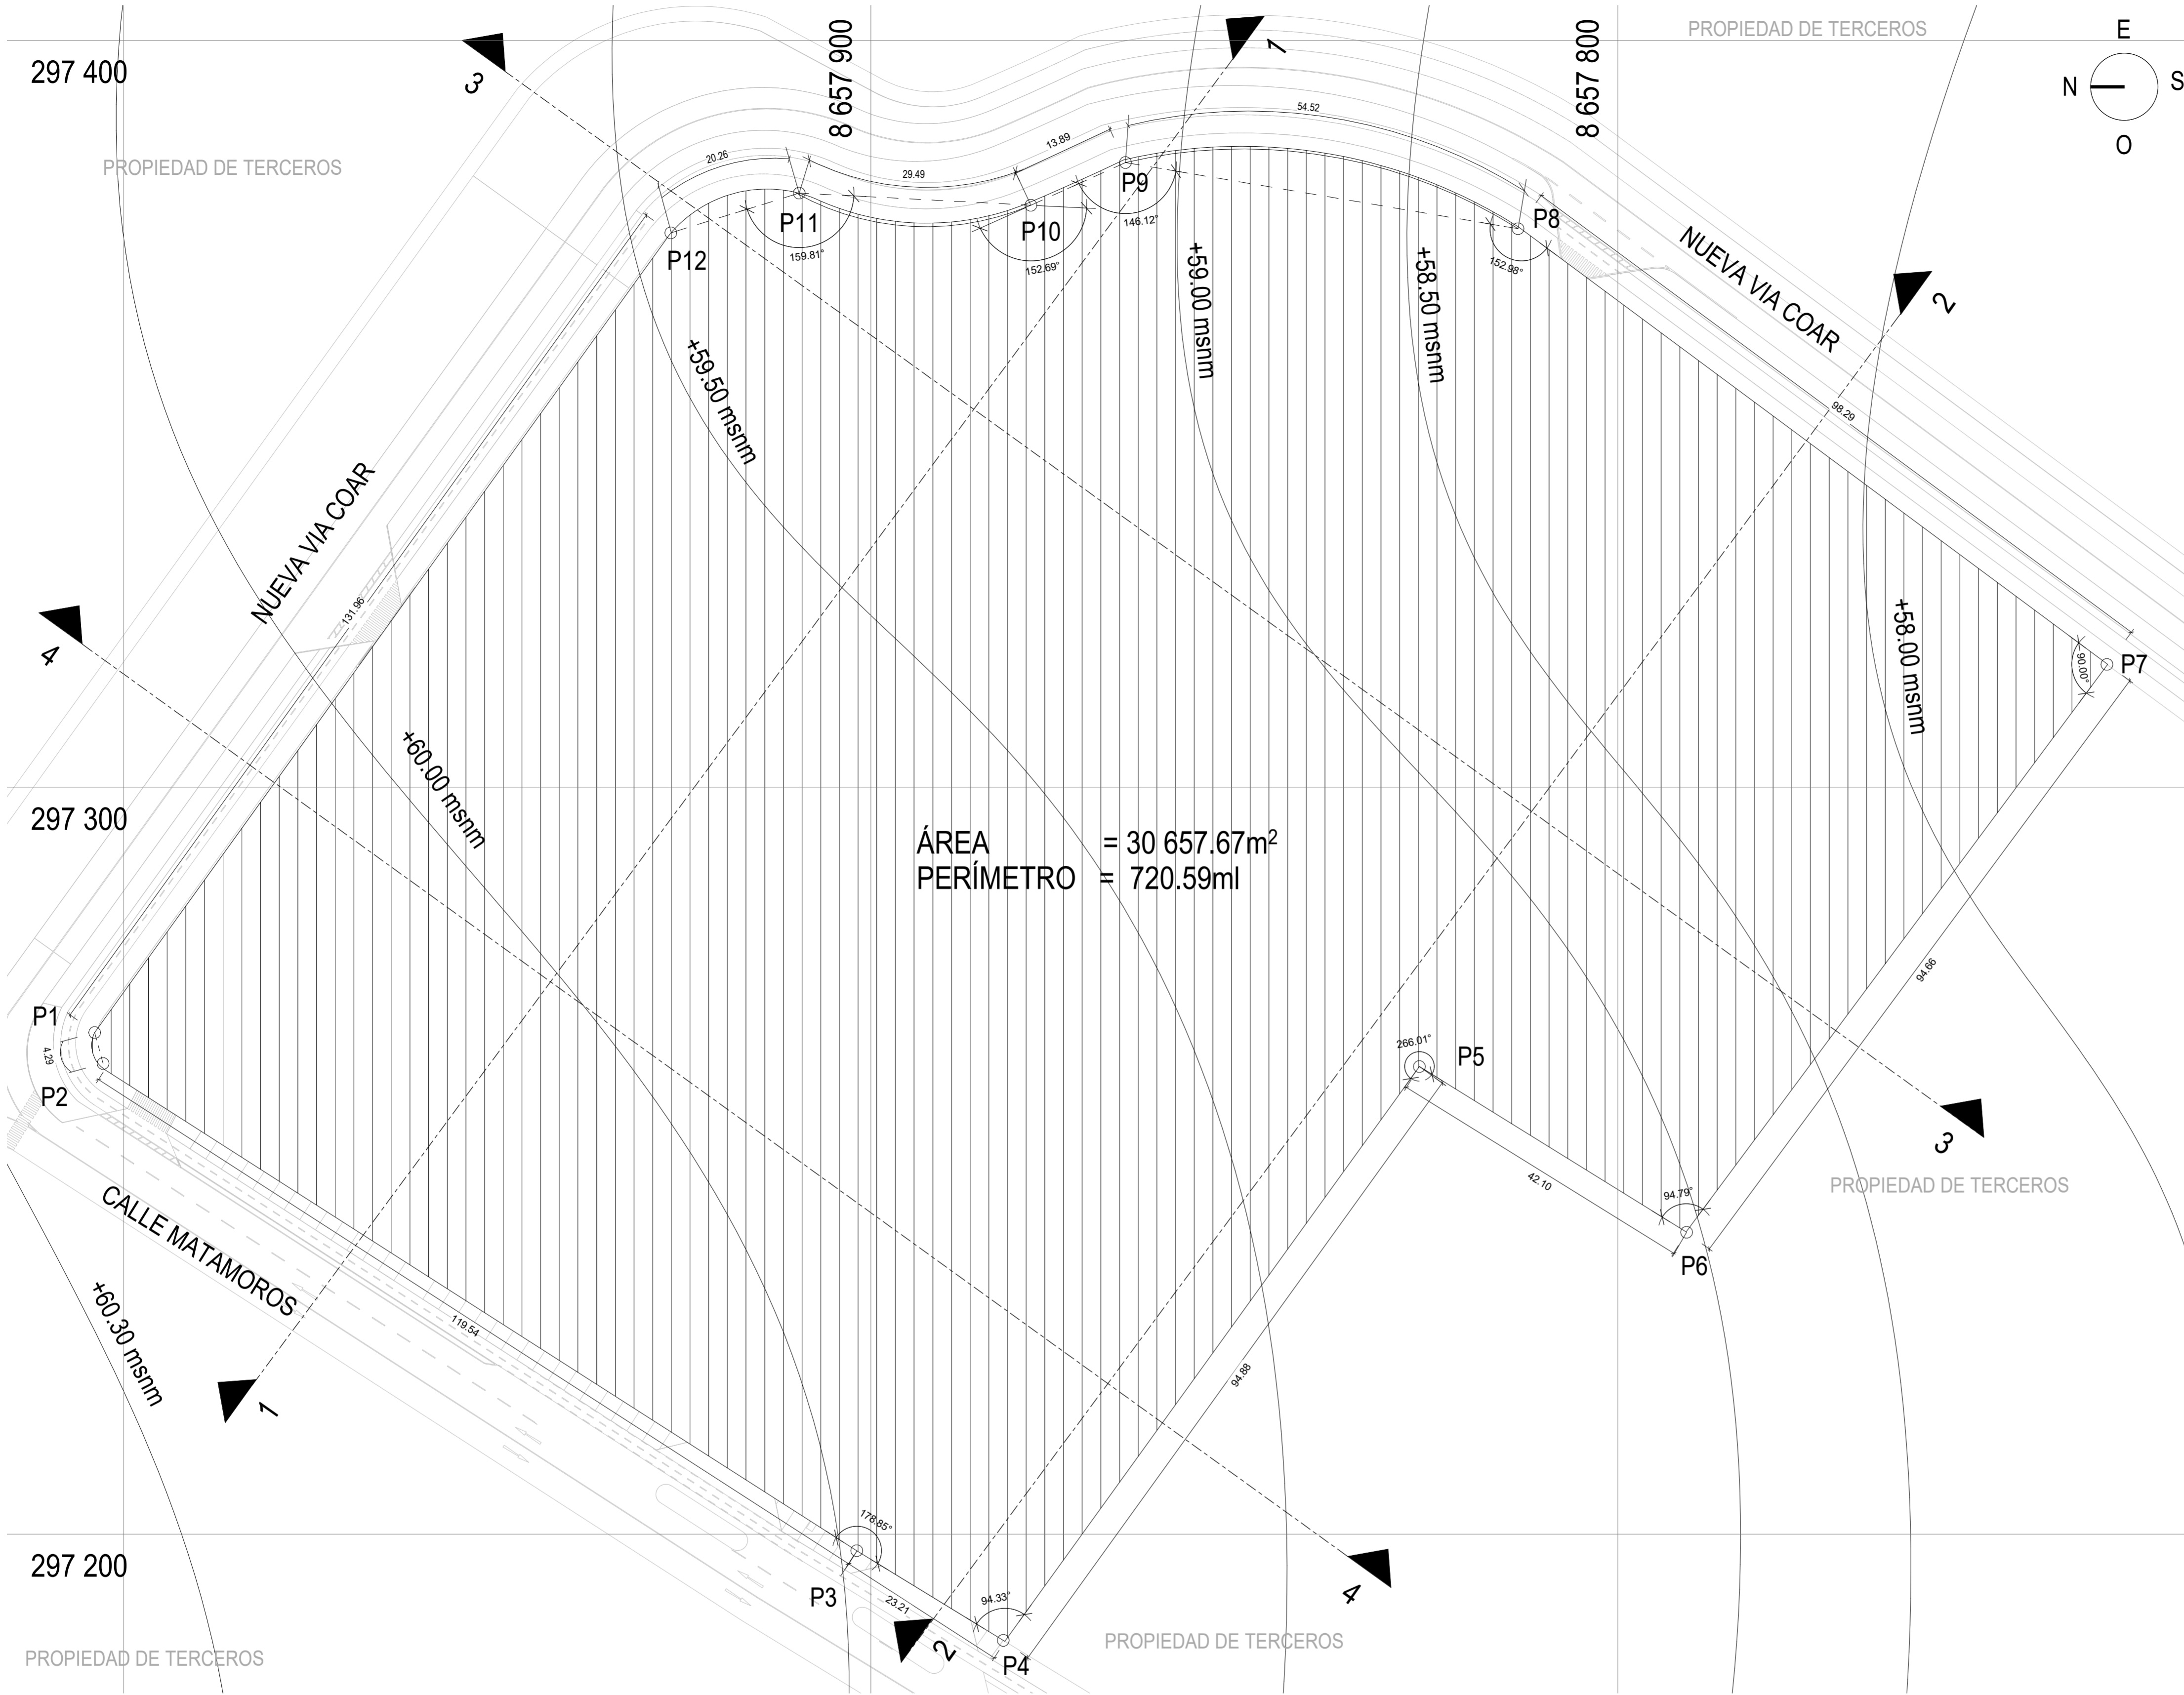 PROPIEDAD DE TERCEROS
E
N
S
O
297 400
8 657 900
8 657 800
3
1
PROPIEDAD DE TERCEROS
54.52
13.89
20.26
29.49
P9
P8
P11
P10
P12
146.12°
159.81°
152.69°
152.98°
NUEVA VIA COAR
2
+59.00 msnm
+58.50 msnm
+59.50 msnm
98.29
NUEVA VIA COAR
131.96
4
+58.00 msnm
90.00°
P7
+60.00 msnm
297 300
ÁREA = 30 657.67m²
PERÍMETRO = 720.59ml
94.66
P1
4.29
P2
266.01°
P5
3
42.10
94.79°
PROPIEDAD DE TERCEROS
P6
CALLE MATAMOROS
119.54
+60.30 msnm
94.88
1
178.85°
297 200
P3
23.21
94.33°
4
2
P4
PROPIEDAD DE TERCEROS
PROPIEDAD DE TERCEROS